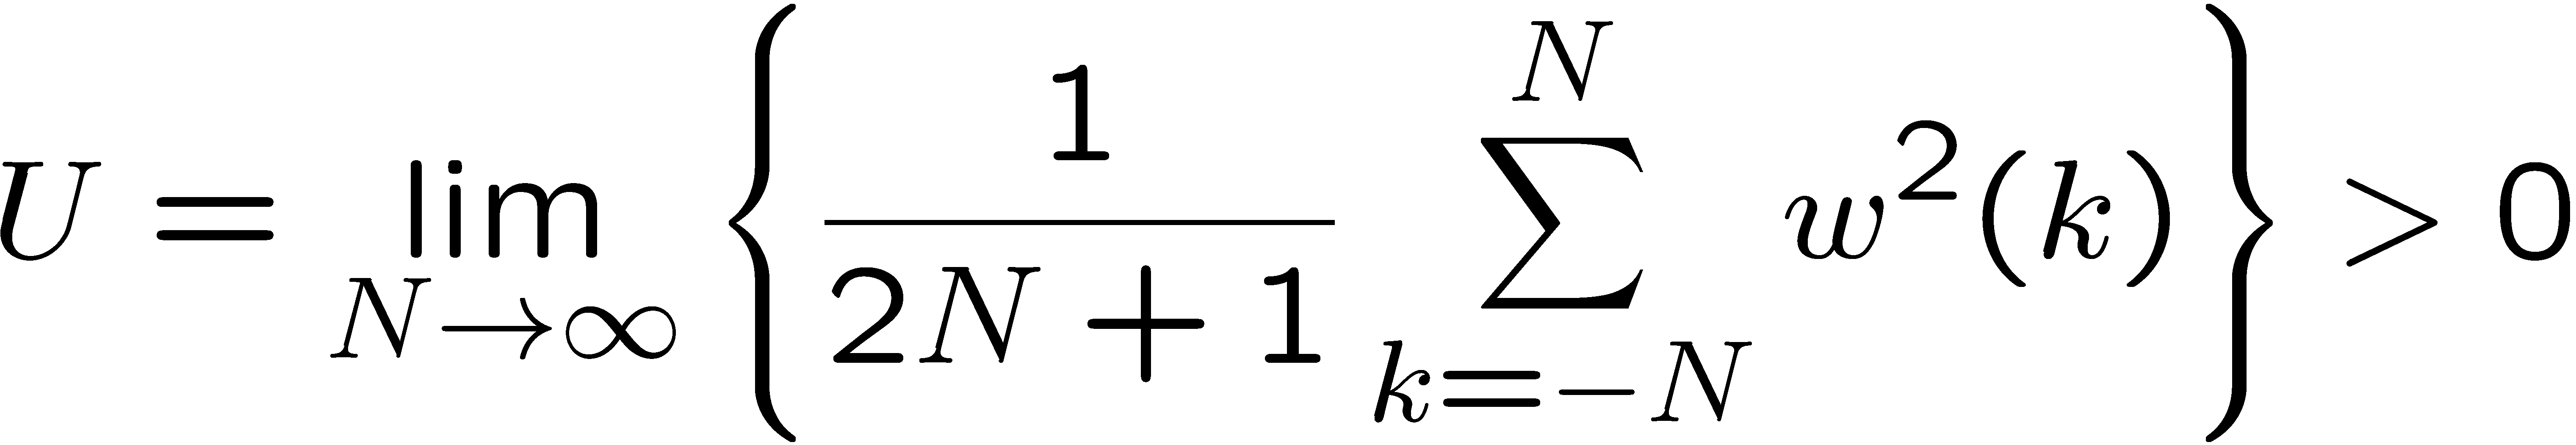 U = \lim_{N \to \infty} \left\{ \frac{1}{2N+1} \sum_{k=-N}^{N} w^2(k) \right\} > 0